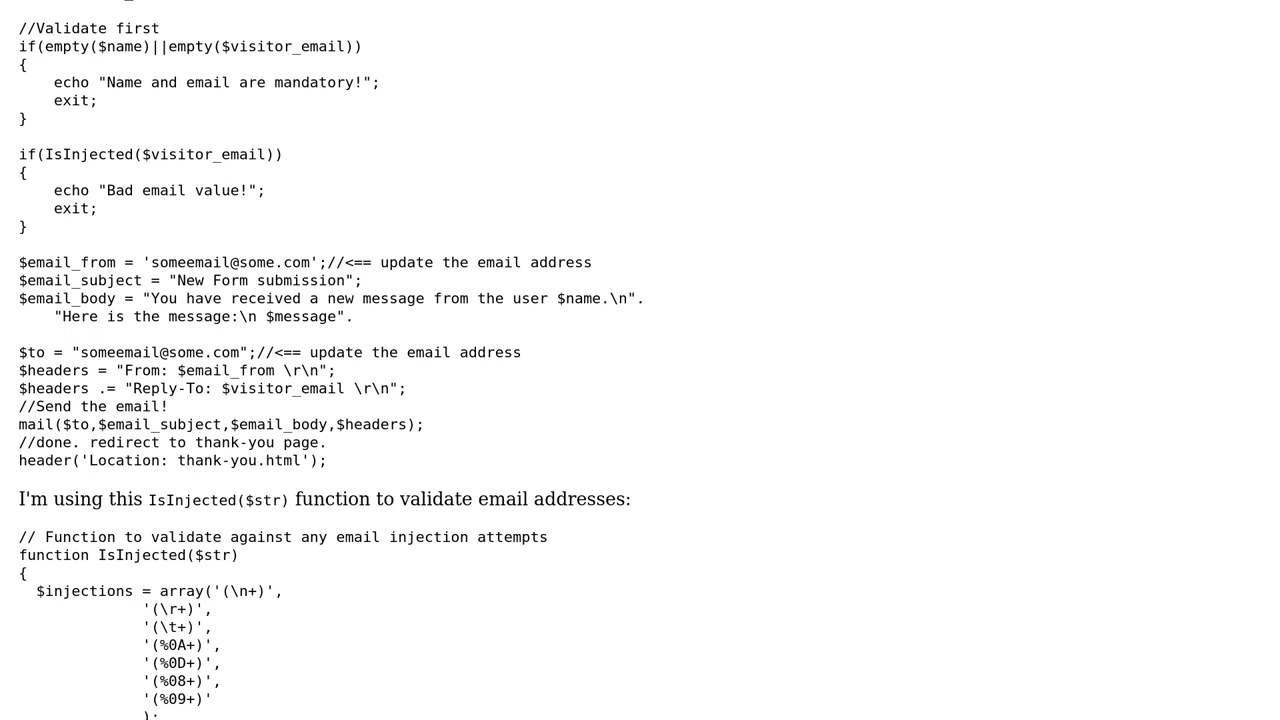 //Validate first
if(empty($name)||empty($visitor_email))
{
    echo "Name and email are mandatory!";
    exit;
}

if(IsInjected($visitor_email))
{
    echo "Bad email value!";
    exit;
}

$email_from = 'someemail@some.com';//<== update the email address
$email_subject = "New Form submission";
$email_body = "You have received a new message from the user $name.\n".
    "Here is the message:\n $message".

$to = "someemail@some.com";//<== update the email address
$headers = "From: $email_from \r\n";
$headers .= "Reply-To: $visitor_email \r\n";
//Send the email!
mail($to,$email_subject,$email_body,$headers);
//done. redirect to thank-you page.
header('Location: thank-you.html');

I'm using this IsInjected($str) function to validate email addresses:

// Function to validate against any email injection attempts
function IsInjected($str)
{
  $injections = array('(\n+)',
              '(\r+)',
              '(\t+)',
              '(%0A+)',
              '(%0D+)',
              '(%08+)',
              '(%09+)'
              );